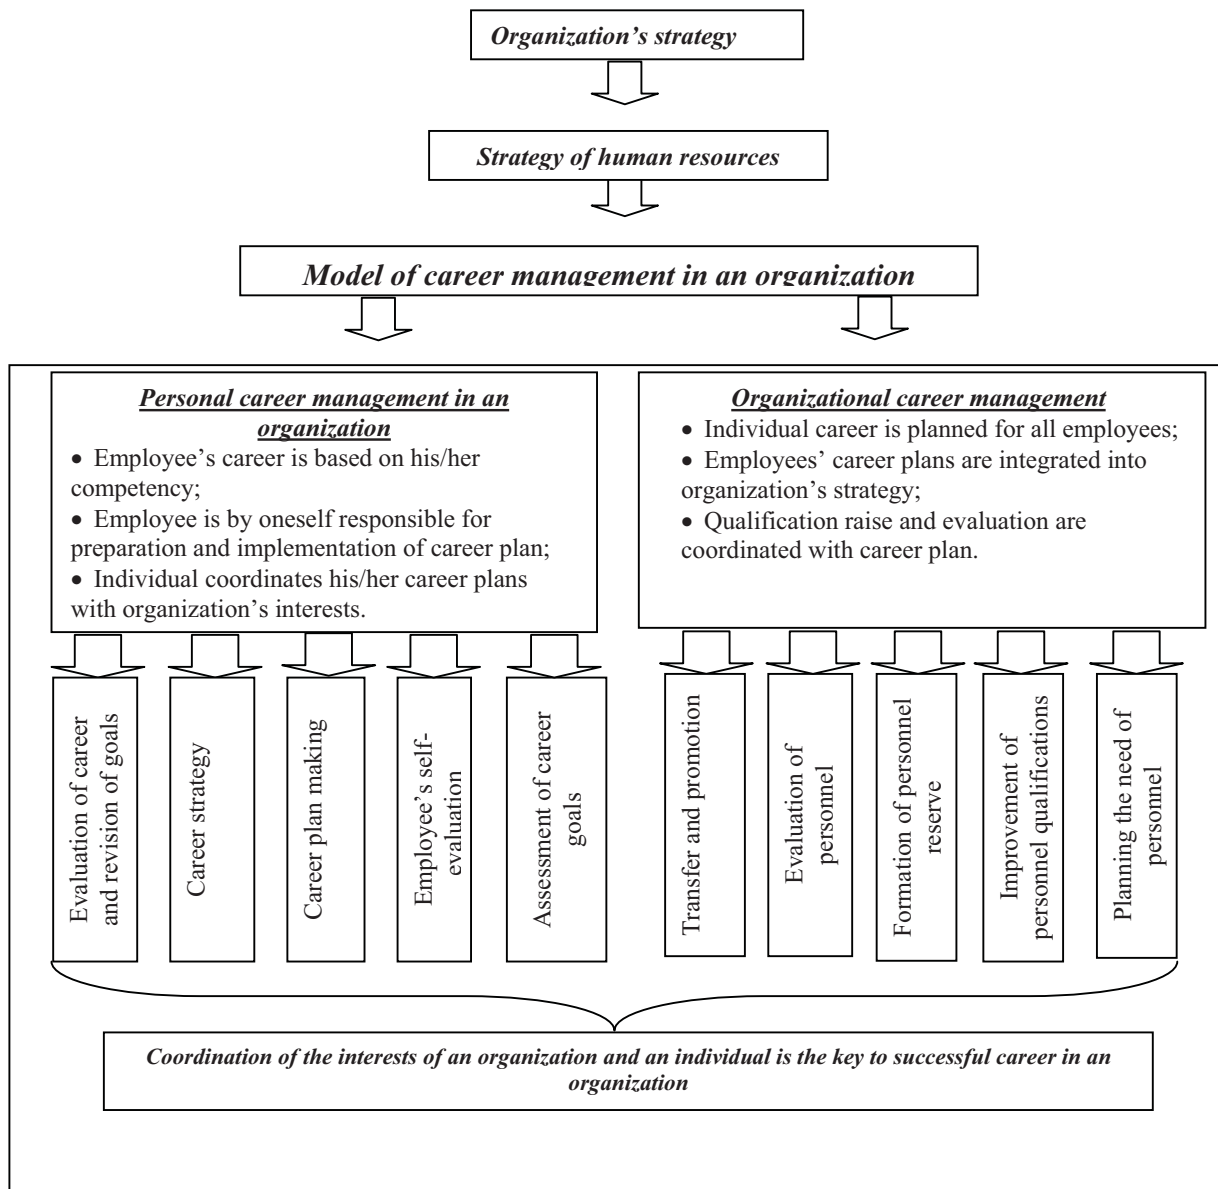 Organization’s strategy
Strategy of human resources
Model of career management in an organization
Personal career management in an
organization
• Employee’s career is based on his/her
competency;
• Employee is by oneself responsible for
preparation and implementation of career plan;
• Individual coordinates his/her career plans
with organization’s interests.
Organizational career management
• Individual career is planned for all employees;
• Employees’ career plans are integrated into
organization’s strategy;
• Qualification raise and evaluation are
coordinated with career plan.
Evaluation of career
and revision of goals
Career strategy
Career plan making
Employee’s self-
evaluation
Assessment of career
goals
Transfer and promotion
Evaluation of
personnel
Formation of personnel
reserve
Improvement of
personnel qualifications
Planning the need of
personnel
Coordination of the interests of an organization and an individual is the key to successful career in an
organization